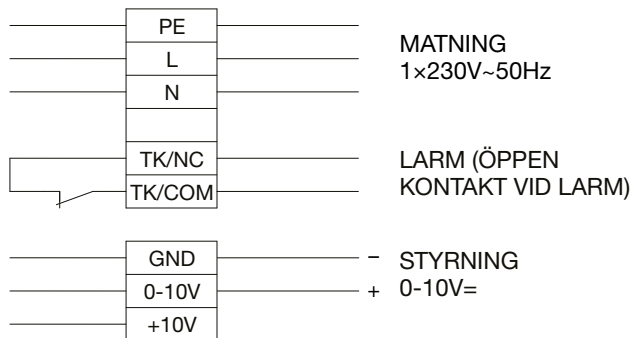 PE
L
N
MATNING
1×230V~50Hz
TK/NC
TK/COM
LARM (ÖPPEN
KONTAKT VID LARM)
GND
0-10V
+10V
–
+
STYRNING
0-10V=